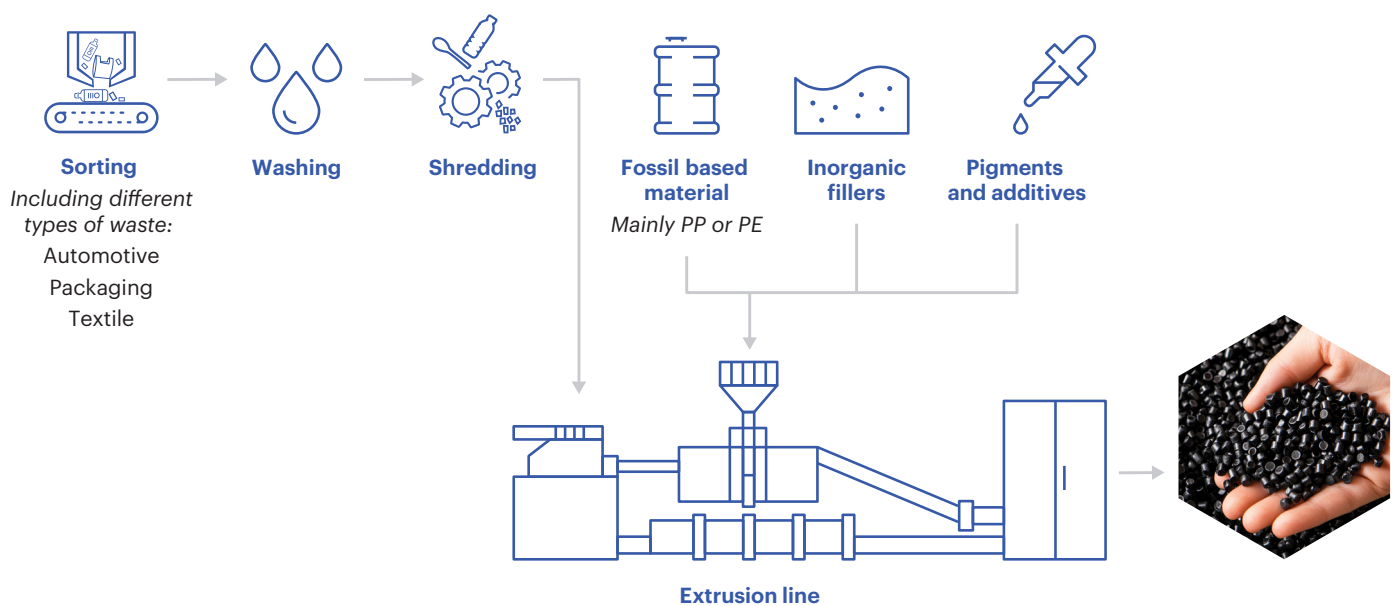 Sorting
Including different
types of waste:
Automotive
Packaging
Textile
Washing
Shredding
Fossil based
material
Mainly PP or PE
Inorganic
fillers
Pigments
and additives
Extrusion line